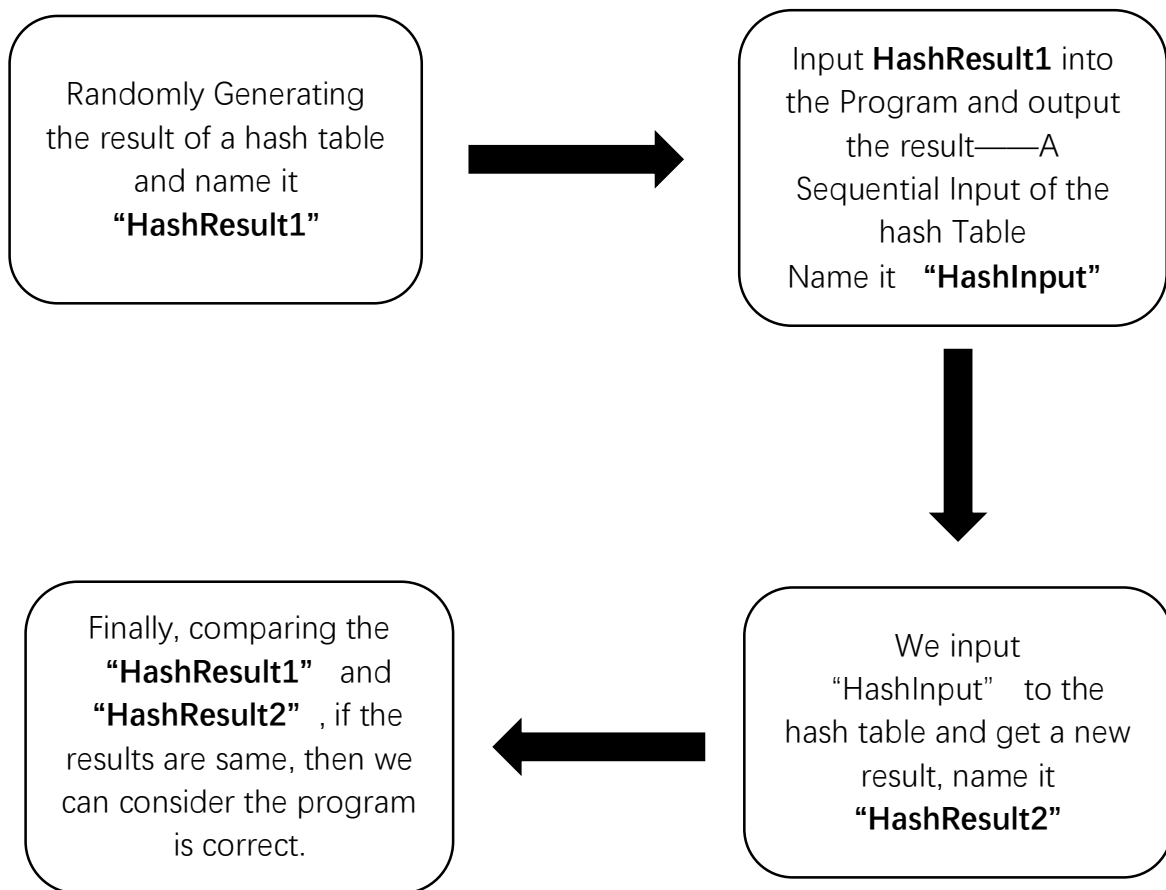 Randomly Generating
the result of a hash table
and name it
“HashResult1”
Input HashResult1 into
the Program and output
the result——A
Sequential Input of the
hash Table
Name it “HashInput”
We input
“HashInput” to the
hash table and get a new
result, name it
“HashResult2”
Finally, comparing the
“HashResult1” and
“HashResult2” , if the
results are same, then we
can consider the program
is correct.